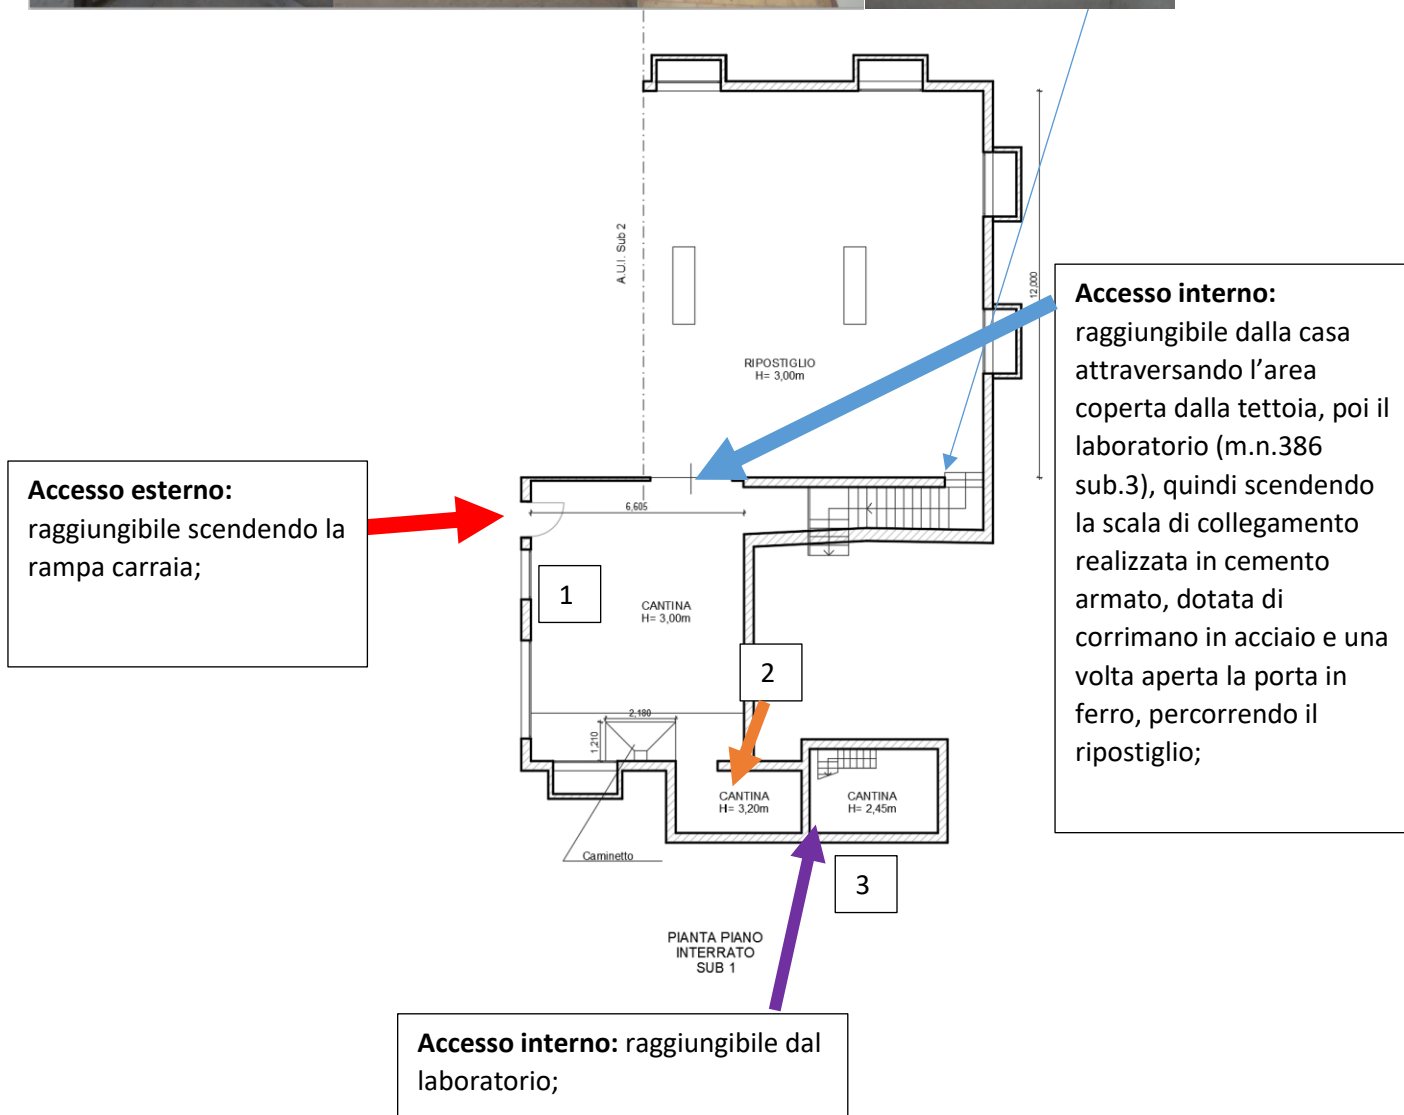 A.U.I. Sub 2
12,000
RIPOSTIGLIO
H= 3,00m
Accesso interno:
raggiungibile dalla casa
attraversando l’area
coperta dalla tettoia, poi il
laboratorio (m.n.386
sub.3), quindi scendendo
la scala di collegamento
realizzata in cemento
armato, dotata di
corrimano in acciaio e una
volta aperta la porta in
ferro, percorrendo il
ripostiglio;
Accesso esterno:
raggiungibile scendendo la
rampa carraia;
6,605
1
CANTINA
H= 3,00m
2
2,180
1,210
CANTINA
H= 3,20m
CANTINA
H= 2,45m
Caminetto
3
PIANTA PIANO
INTERRATO
SUB 1
Accesso interno: raggiungibile dal
laboratorio;